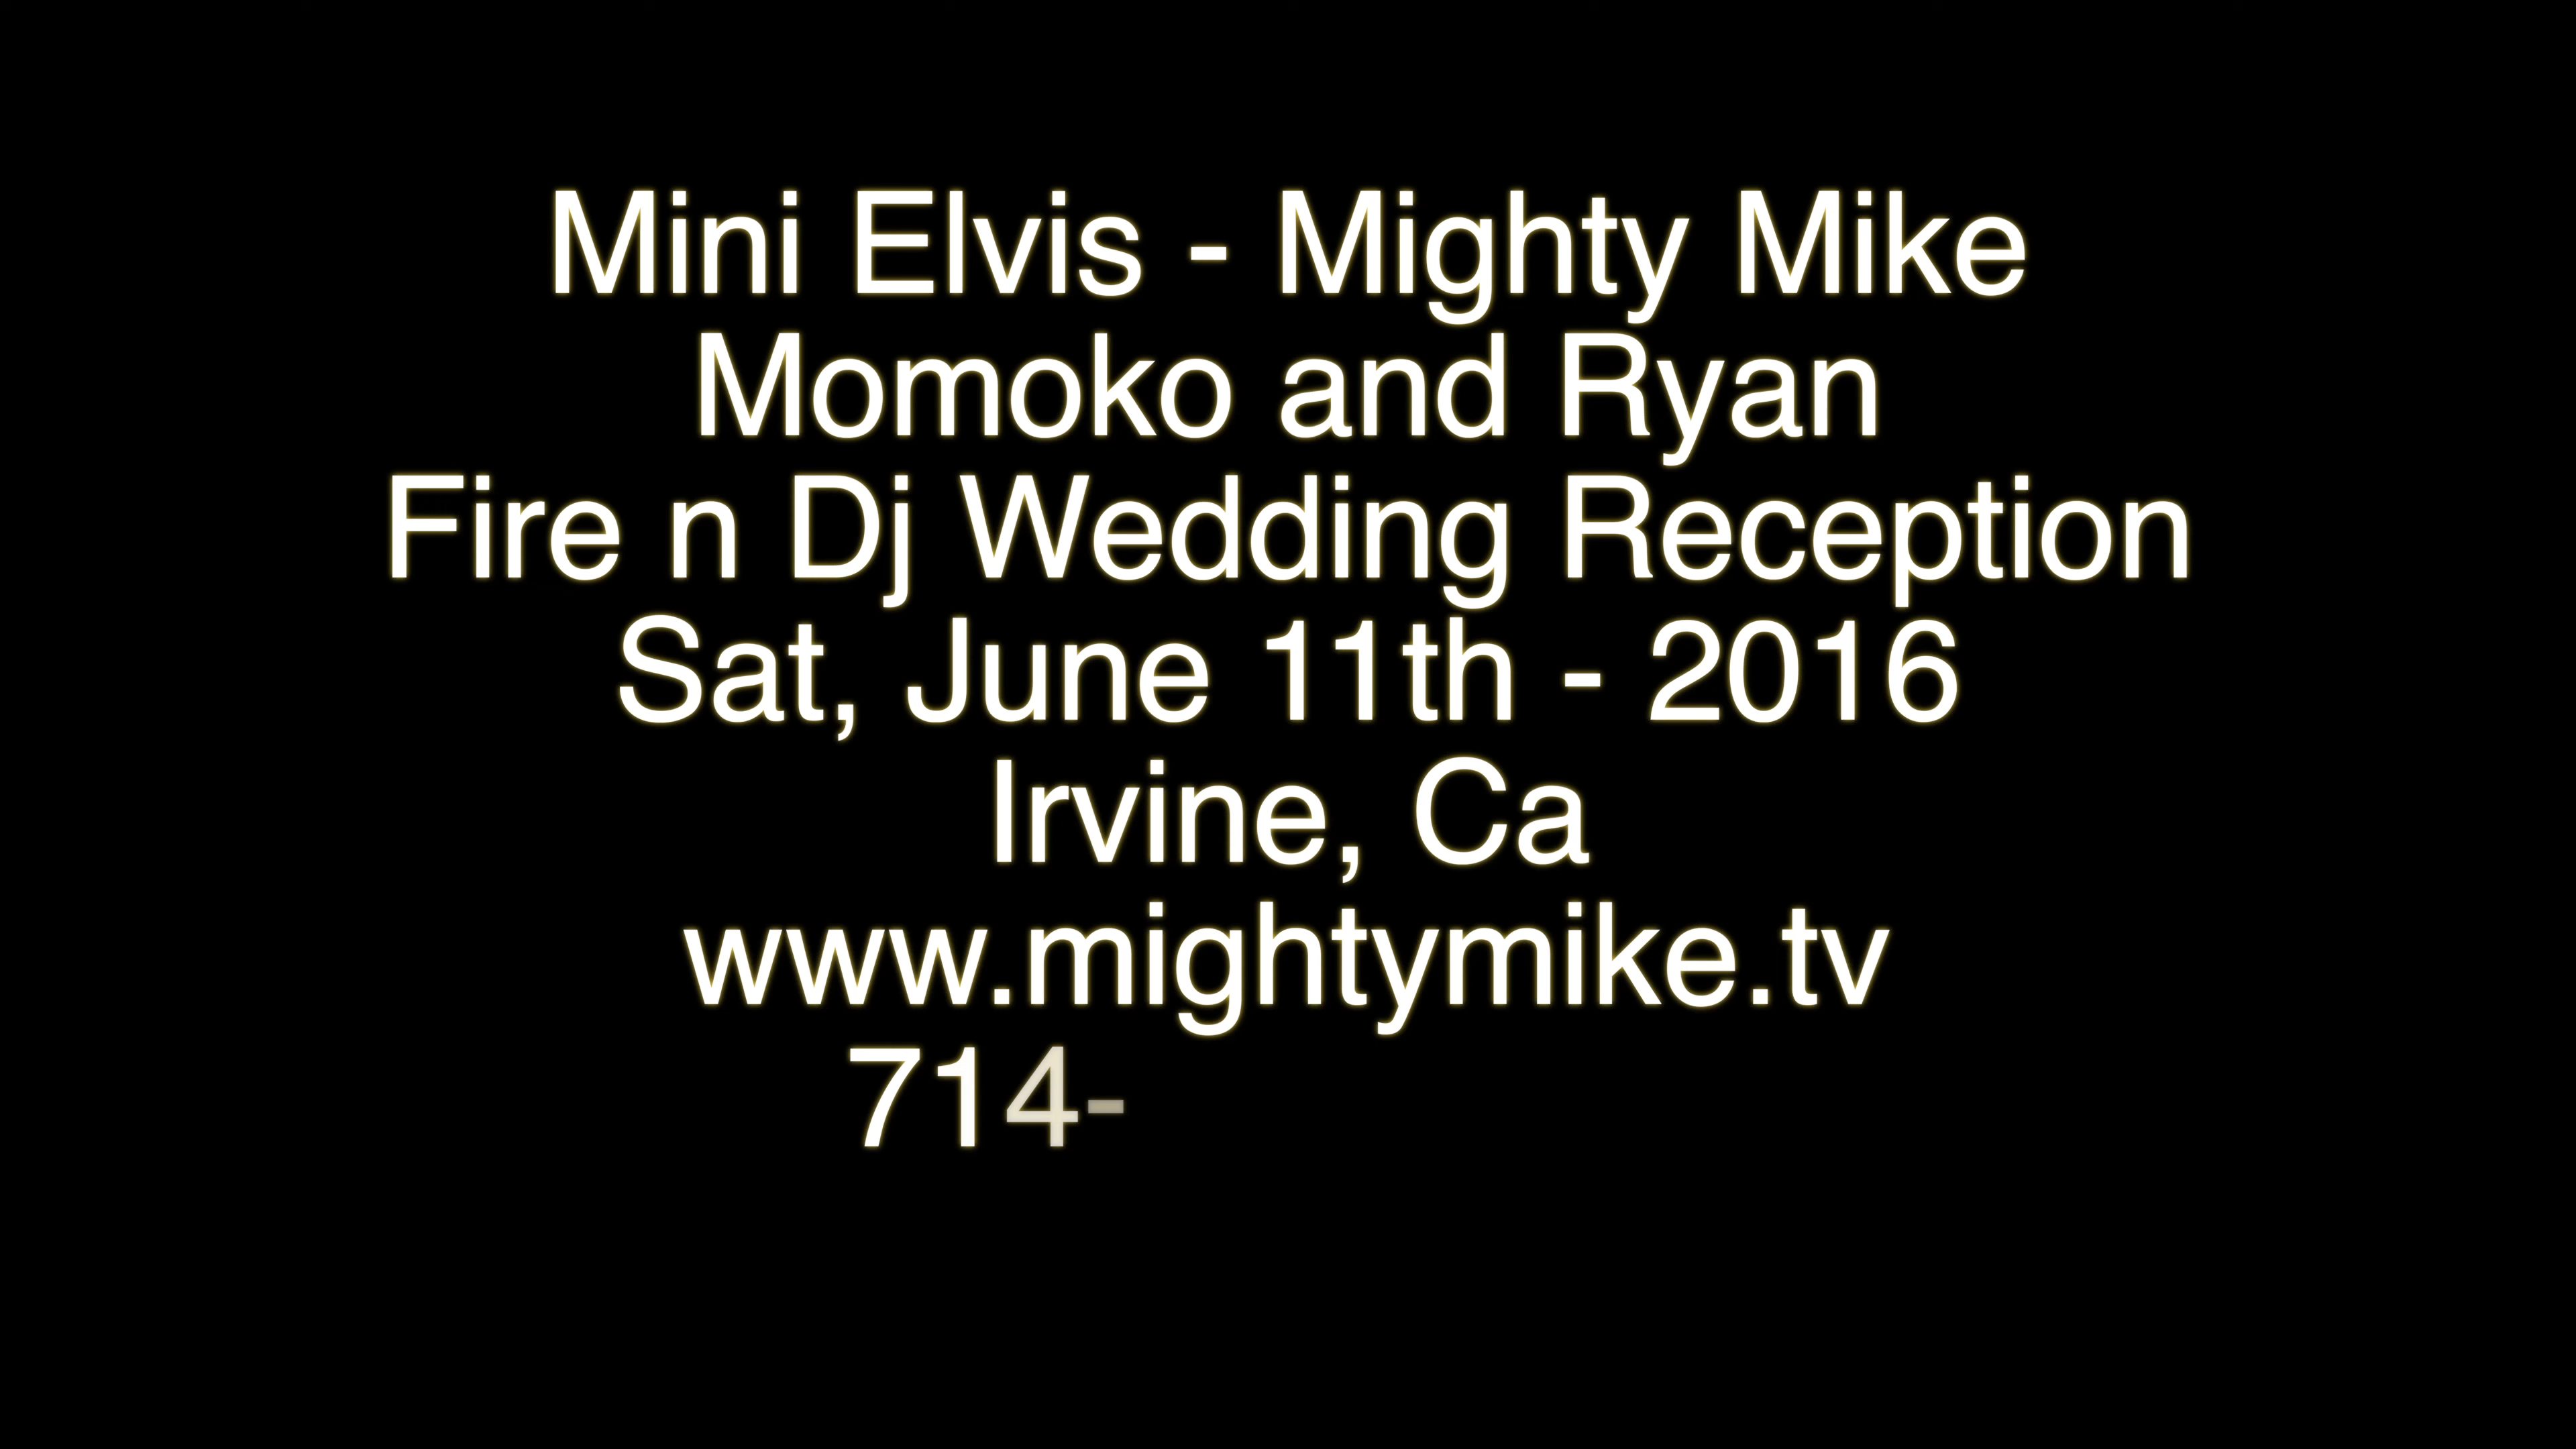 Mini Elvis - Mighty Mike
Momoko and Ryan
Fire n Dj Wedding Reception
Sat, June 11th - 2016
Irvine, Ca
www.mightymike.tv
714-